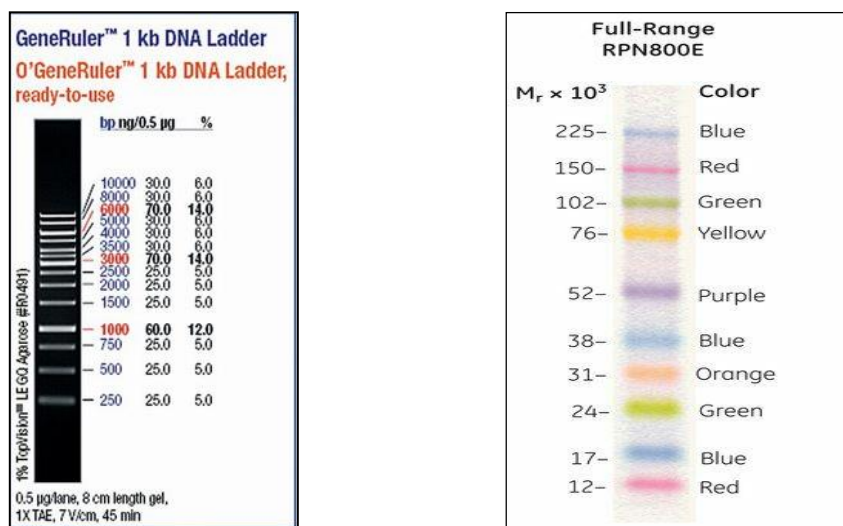 GeneRuler™ 1 kb DNA Ladder
O'GeneRuler™ 1 kb DNA Ladder,
ready-to-use
bp ng/0.5 µg %
10000 30.0 6.0
8000 30.0 6.0
6000 70.0 14.0
5000 30.0 6.0
4000 30.0 6.0
3500 30.0 6.0
3000 70.0 14.0
2500 25.0 5.0
2000 25.0 5.0
1500 25.0 5.0
1000 60.0 12.0
750 25.0 5.0
500 25.0 5.0
250 25.0 5.0
1% TopVision™ LE GQ Agarose (#R0491)
0.5 µg/lane, 8 cm length gel,
1X TAE, 7 V/cm, 45 min
Full-Range
RPN800E
Mr × 10³ Color
225– Blue
150– Red
102– Green
76– Yellow
52– Purple
38– Blue
31– Orange
24– Green
17– Blue
12– Red